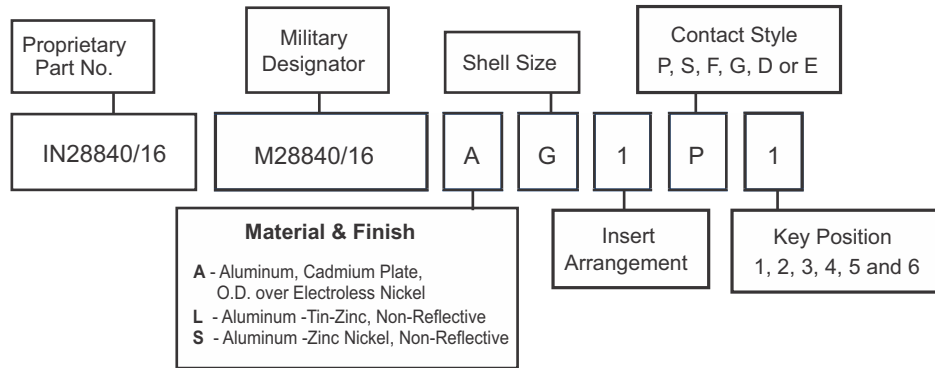 Proprietary
Part No.
Military
Designator
Shell Size
Contact Style
P, S, F, G, D or E
IN28840/16
M28840/16
A
G
1
P
1
Material & Finish
A - Aluminum, Cadmium Plate,
O.D. over Electroless Nickel
L - Aluminum -Tin-Zinc, Non-Reflective
S - Aluminum -Zinc Nickel, Non-Reflective
Insert
Arrangement
Key Position
1, 2, 3, 4, 5 and 6